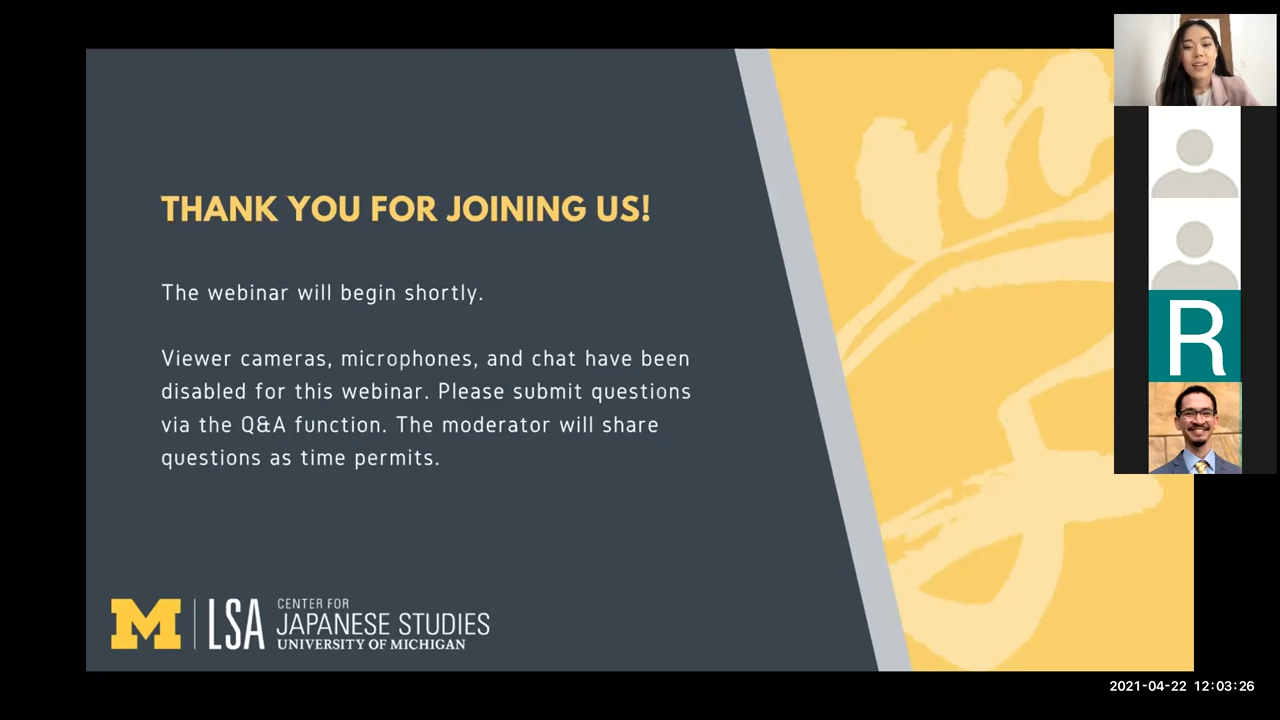 THANK YOU FOR JOINING US!
The webinar will begin shortly.
Viewer cameras, microphones, and chat have been
disabled for this webinar. Please submit questions
via the Q&A function. The moderator will share
questions as time permits.
M LSA CENTER FOR
JAPANESE STUDIES
UNIVERSITY OF MICHIGAN
R
2021-04-22 12:03:26